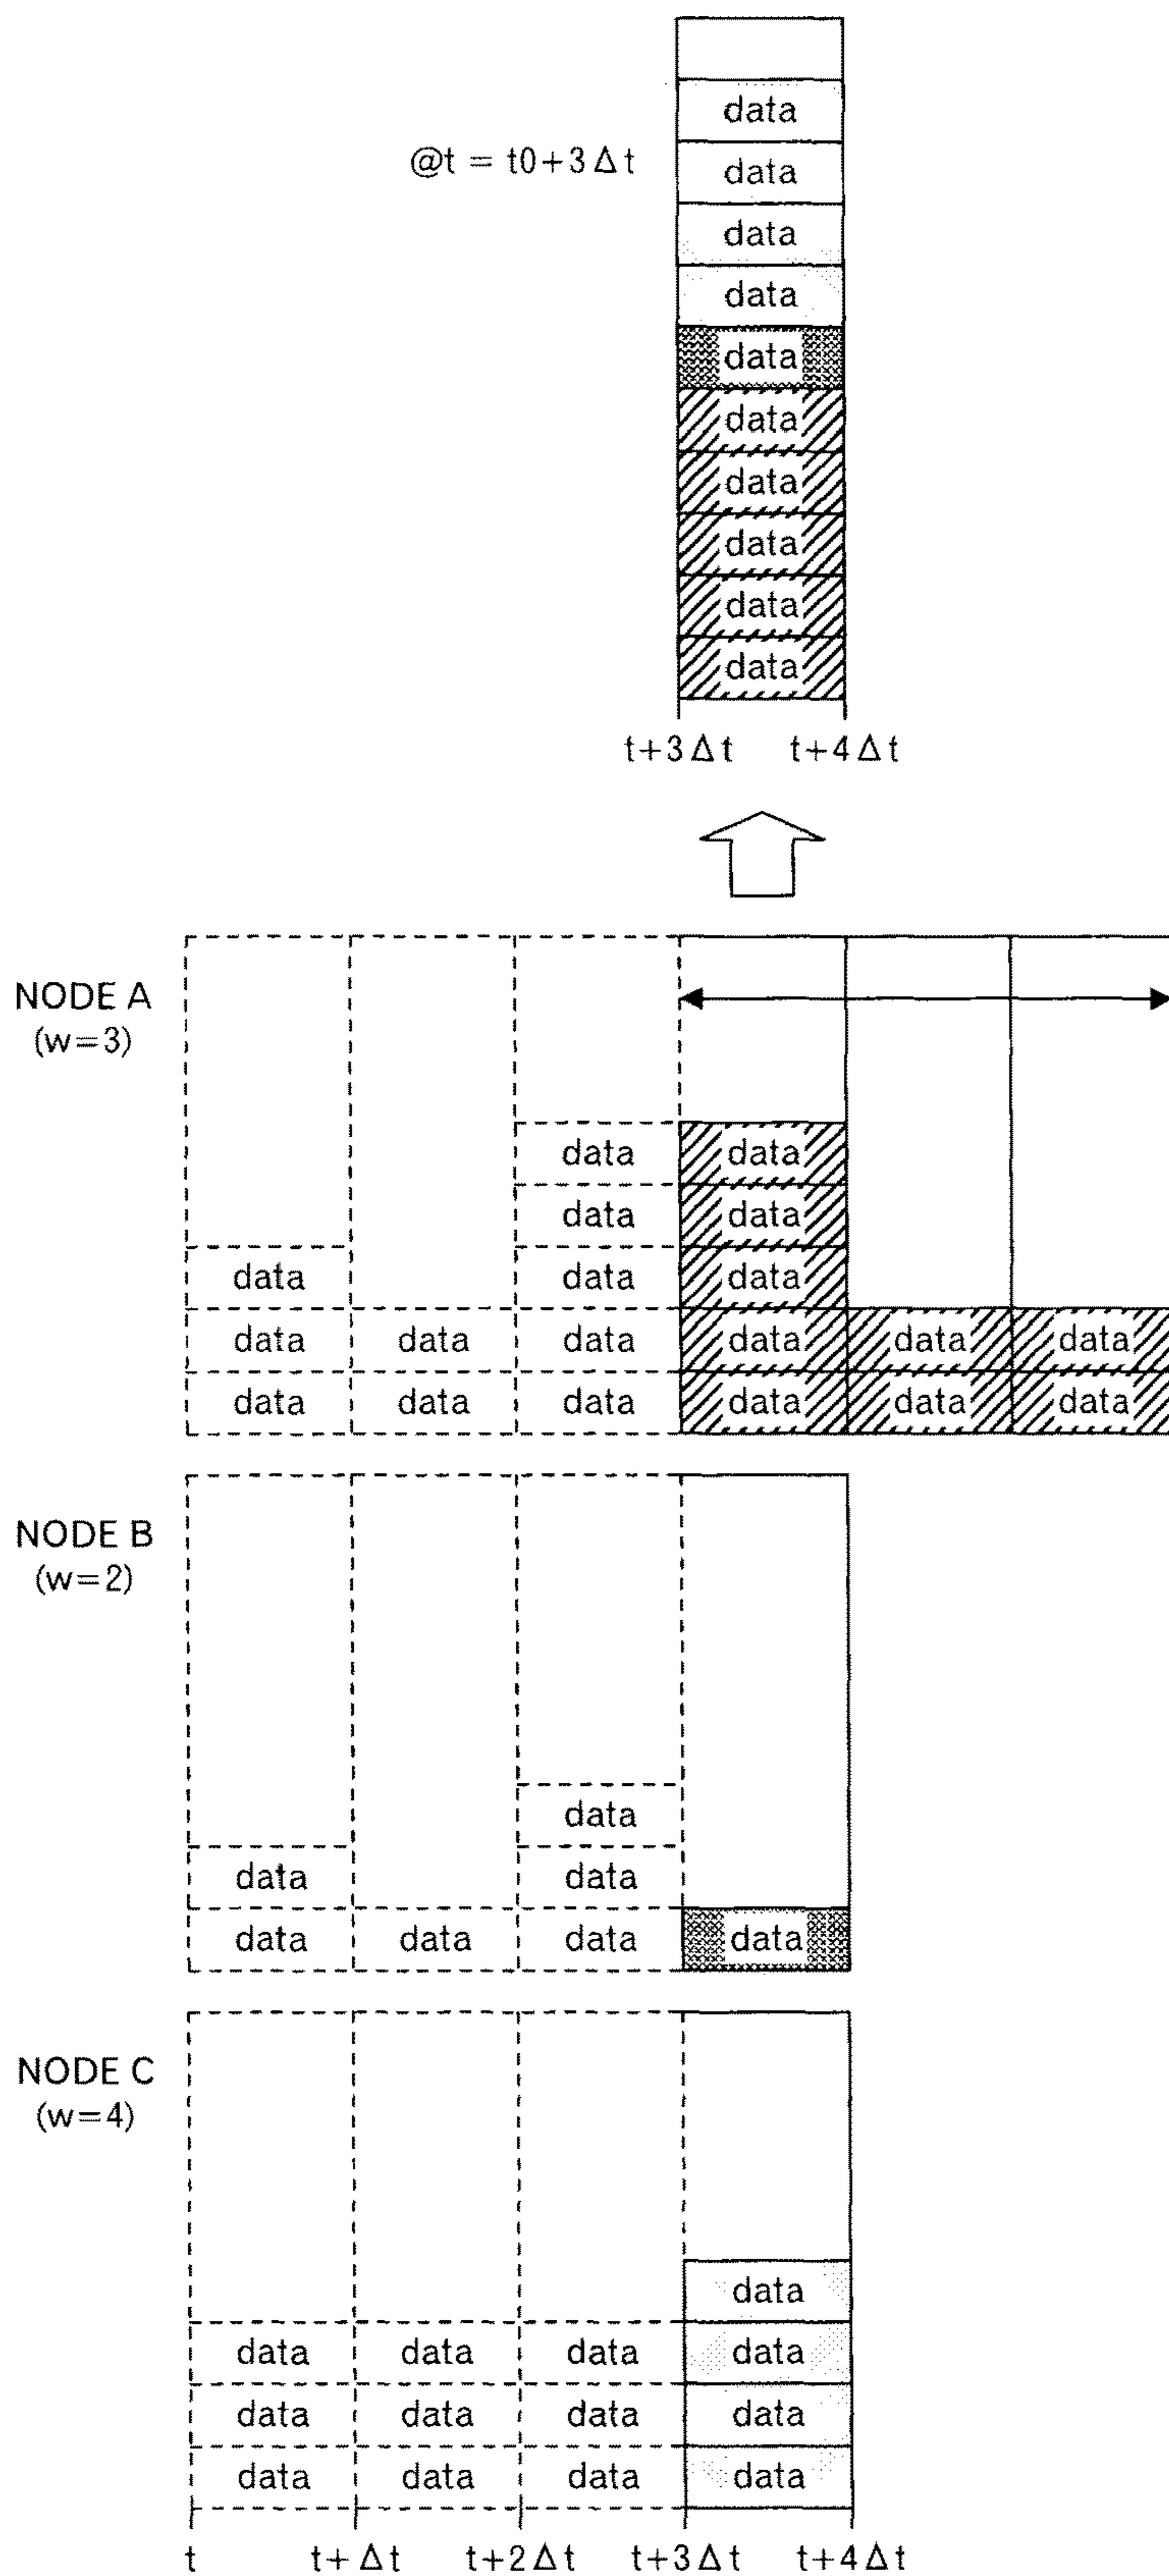 data
@t = t0+3Δt
data
data
data
data
data
data
data
data
data
t+3Δt t+4Δt
NODE A
(w=3)
data data
data data
data data data
data data data data data data
data data data data data data
NODE B
(w=2)
data
data data
data data data data
NODE C
(w=4)
data
data data data data
data data data data
data data data data
t t+Δt t+2Δt t+3Δt t+4Δt